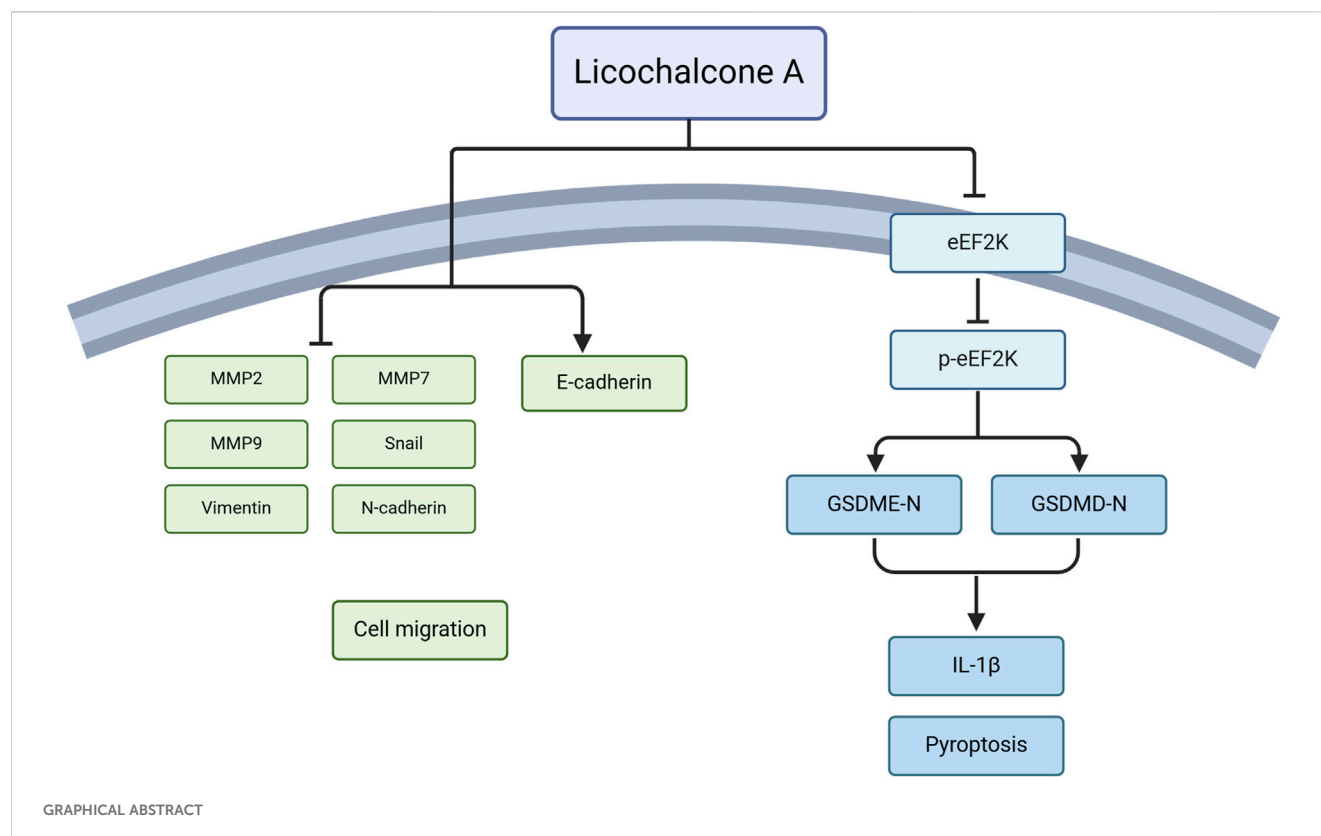 Licochalcone A
eEF2K
p-eEF2K
MMP2
MMP7
E-cadherin
MMP9
Snail
Vimentin
N-cadherin
GSDME-N
GSDMD-N
Cell migration
IL-1β
Pyroptosis
GRAPHICAL ABSTRACT